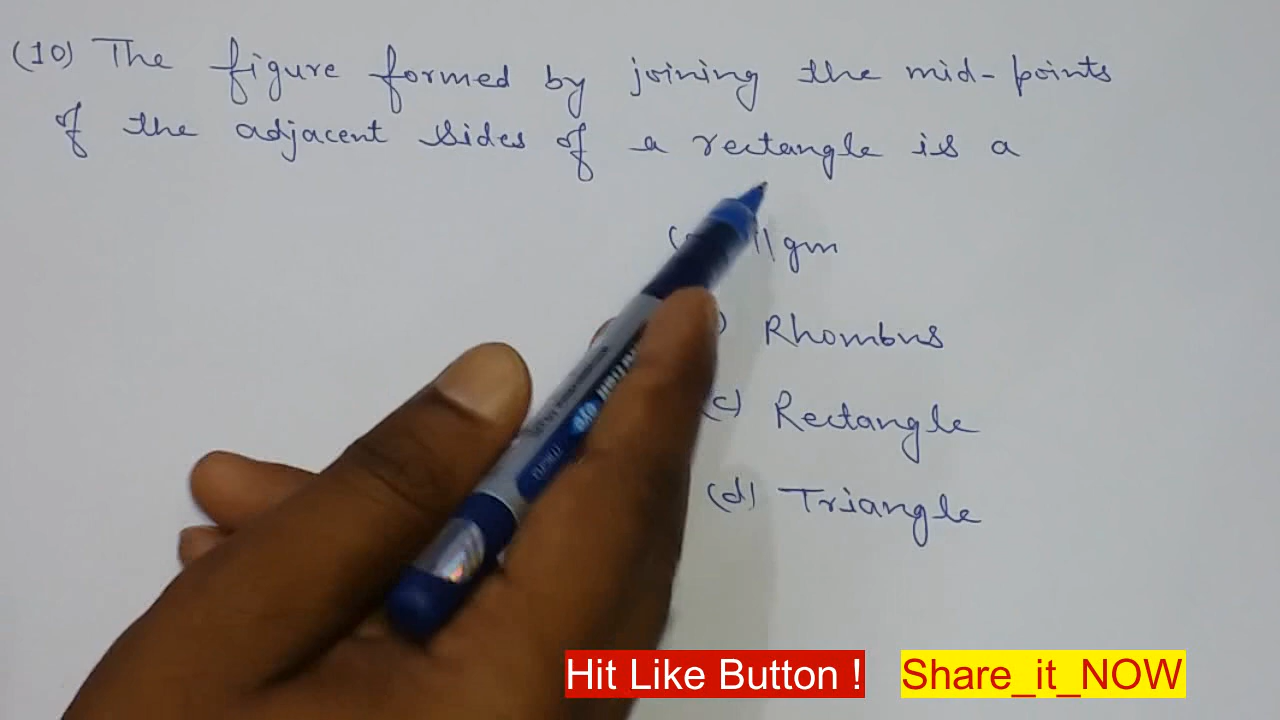 (10) The figure formed by joining the mid-points
of the adjacent sides of a rectangle is a
( ||gm
) Rhombus
(c) Rectangle
(d) Triangle
Hit Like Button ! Share_it_NOW